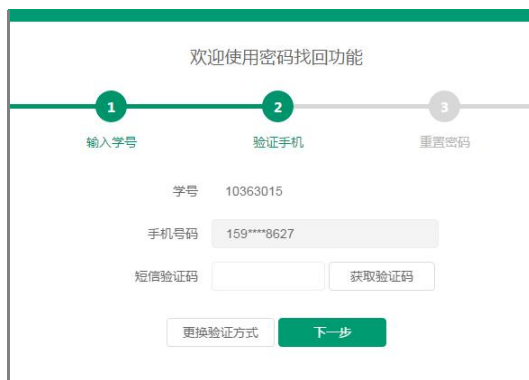 欢迎使用密码找回功能
1 2 3
输入学号 验证手机 重置密码
学号 10363015
手机号码 159****8627
短信验证码 获取验证码
更换验证方式 下一步